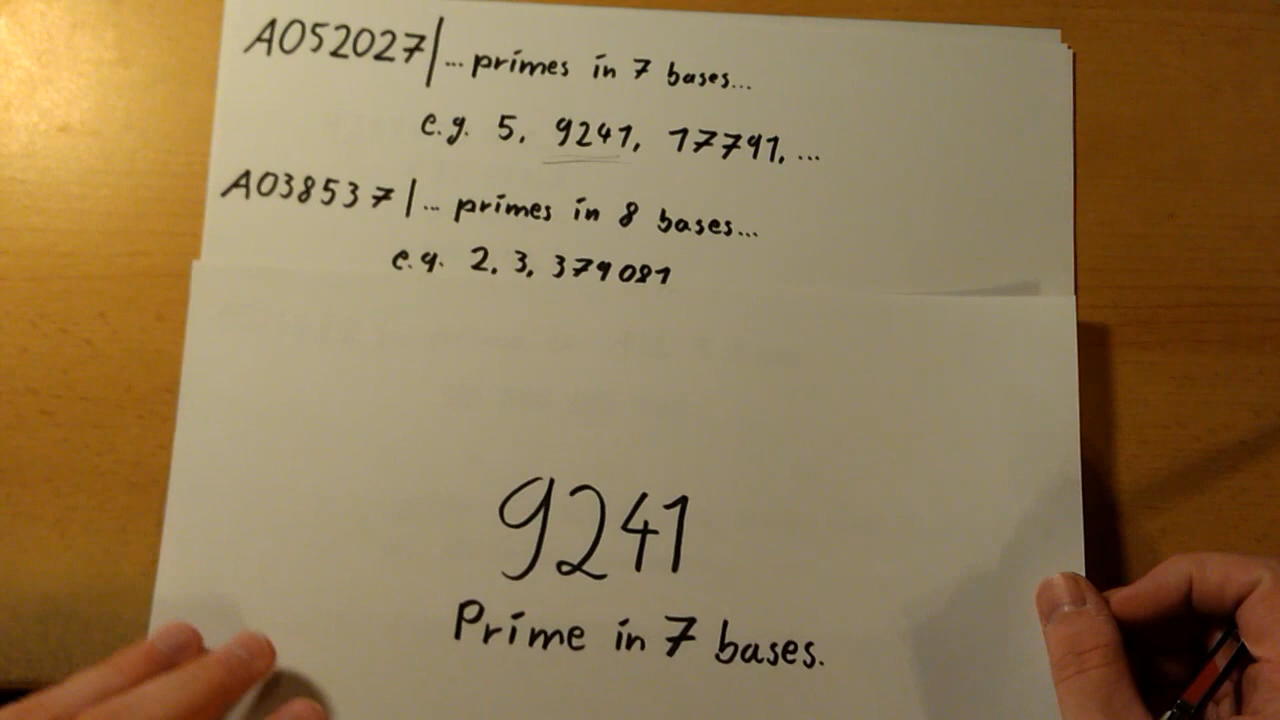 A052027 | ... primes in 7 bases...
e.g. 5, 9241, 17791, ...
A038537 | ... primes in 8 bases...
e.g. 2, 3, 379081
9241
Prime in 7 bases.